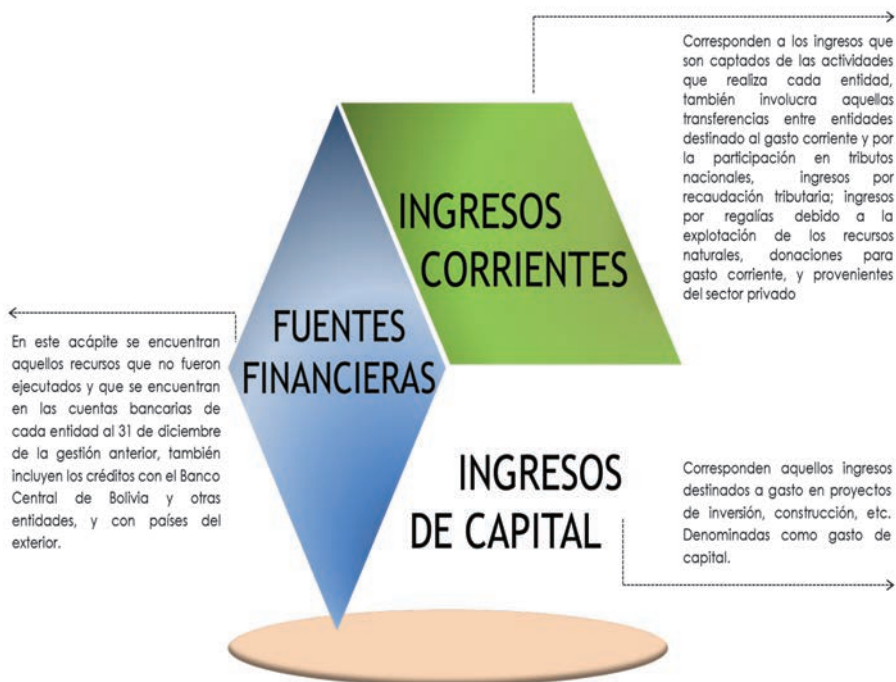 Corresponden a los ingresos que
son captados de las actividades
que realiza cada entidad,
también involucra aquellas
transferencias entre entidades
destinado al gasto corriente y por
la participación en tributos
nacionales, ingresos por
recaudación tributaria; ingresos
por regalías debido a la
explotación de los recursos
naturales, donaciones para
gasto corriente, y provenientes
del sector privado
INGRESOS
CORRIENTES
FUENTES
FINANCIERAS
En este acápite se encuentran
aquellos recursos que no fueron
ejecutados y que se encuentran
en las cuentas bancarias de
cada entidad al 31 de diciembre
de la gestión anterior, también
incluyen los créditos con el Banco
Central de Bolivia y otras
entidades, y con países del
exterior.
INGRESOS
DE CAPITAL
Corresponden aquellos ingresos
destinados a gasto en proyectos
de inversión, construcción, etc.
Denominadas como gasto de
capital.